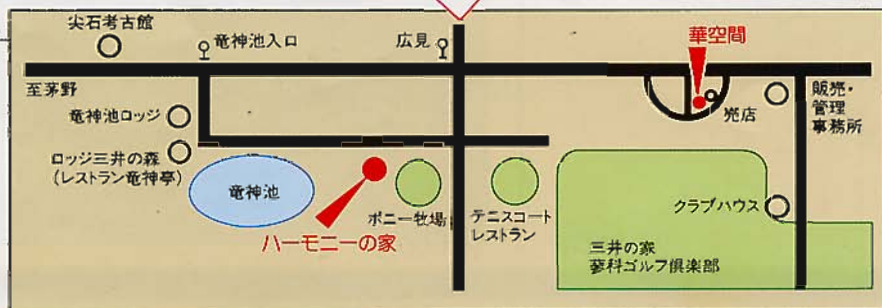 尖石考古館
竜神池入口
広見
華空間
至茅野
竜神池ロッジ
ロッジ三井の森
(レストラン竜神亭)
竜神池
ハーモニーの家
ポニー牧場
テニスコート
レストラン
売店
販売・
管理
事務所
クラブハウス
三井の家
蓼科ゴルフ倶楽部